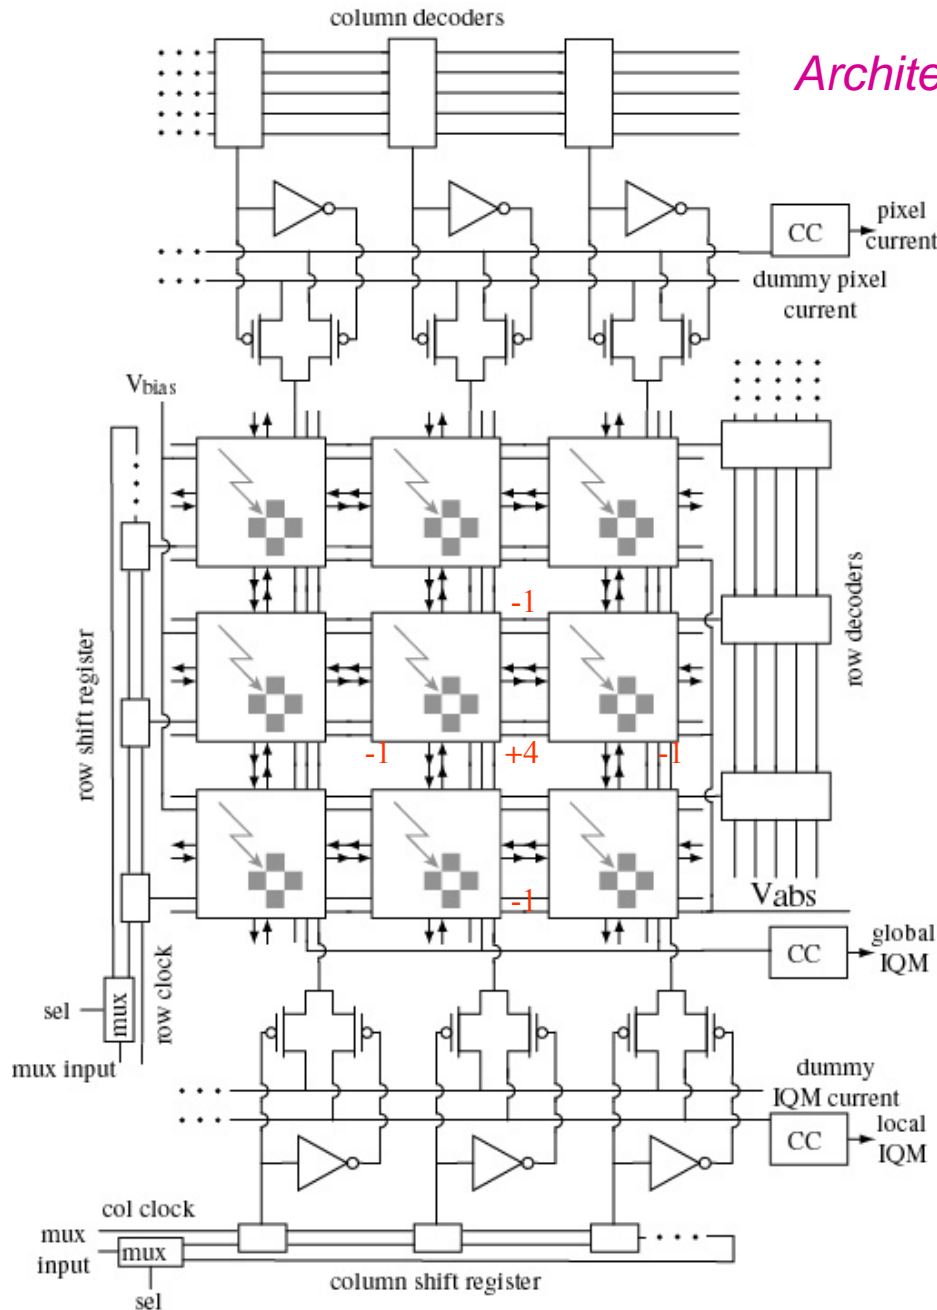 column decoders
Archite
CC
pixel
current
dummy pixel
current
Vbias
row shift register
row decoders
-1
-1
+4
-1
-1
Vabs
CC
global
IQM
sel
mux
row clock
mux input
dummy
IQM current
CC
local
IQM
col clock
mux
input
mux
column shift register
sel